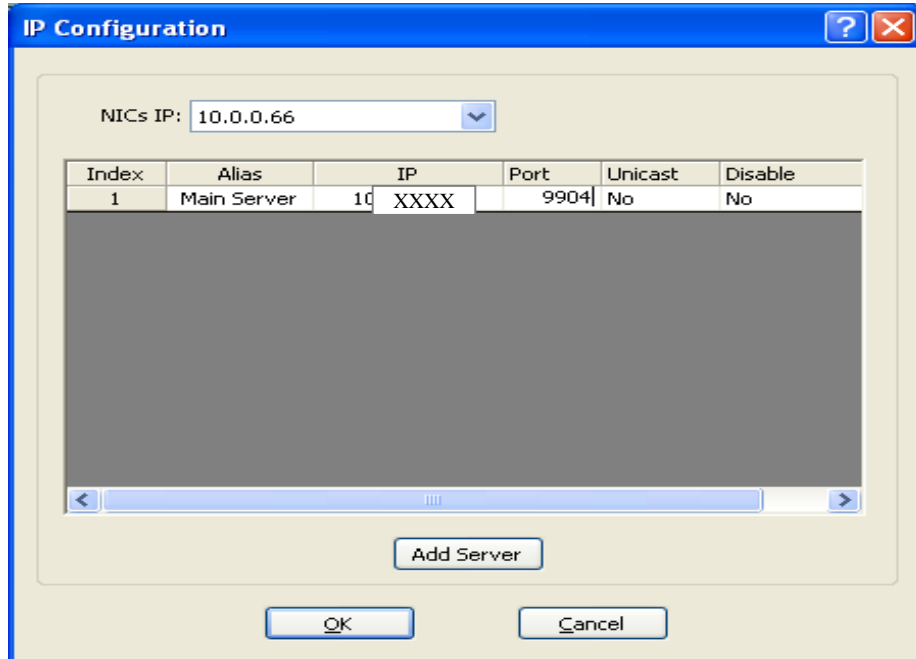 IP Configuration
NICs IP: 10.0.0.66
Index Alias IP Port Unicast Disable
1 Main Server 10 XXXX 9904 No No
Add Server
OK Cancel